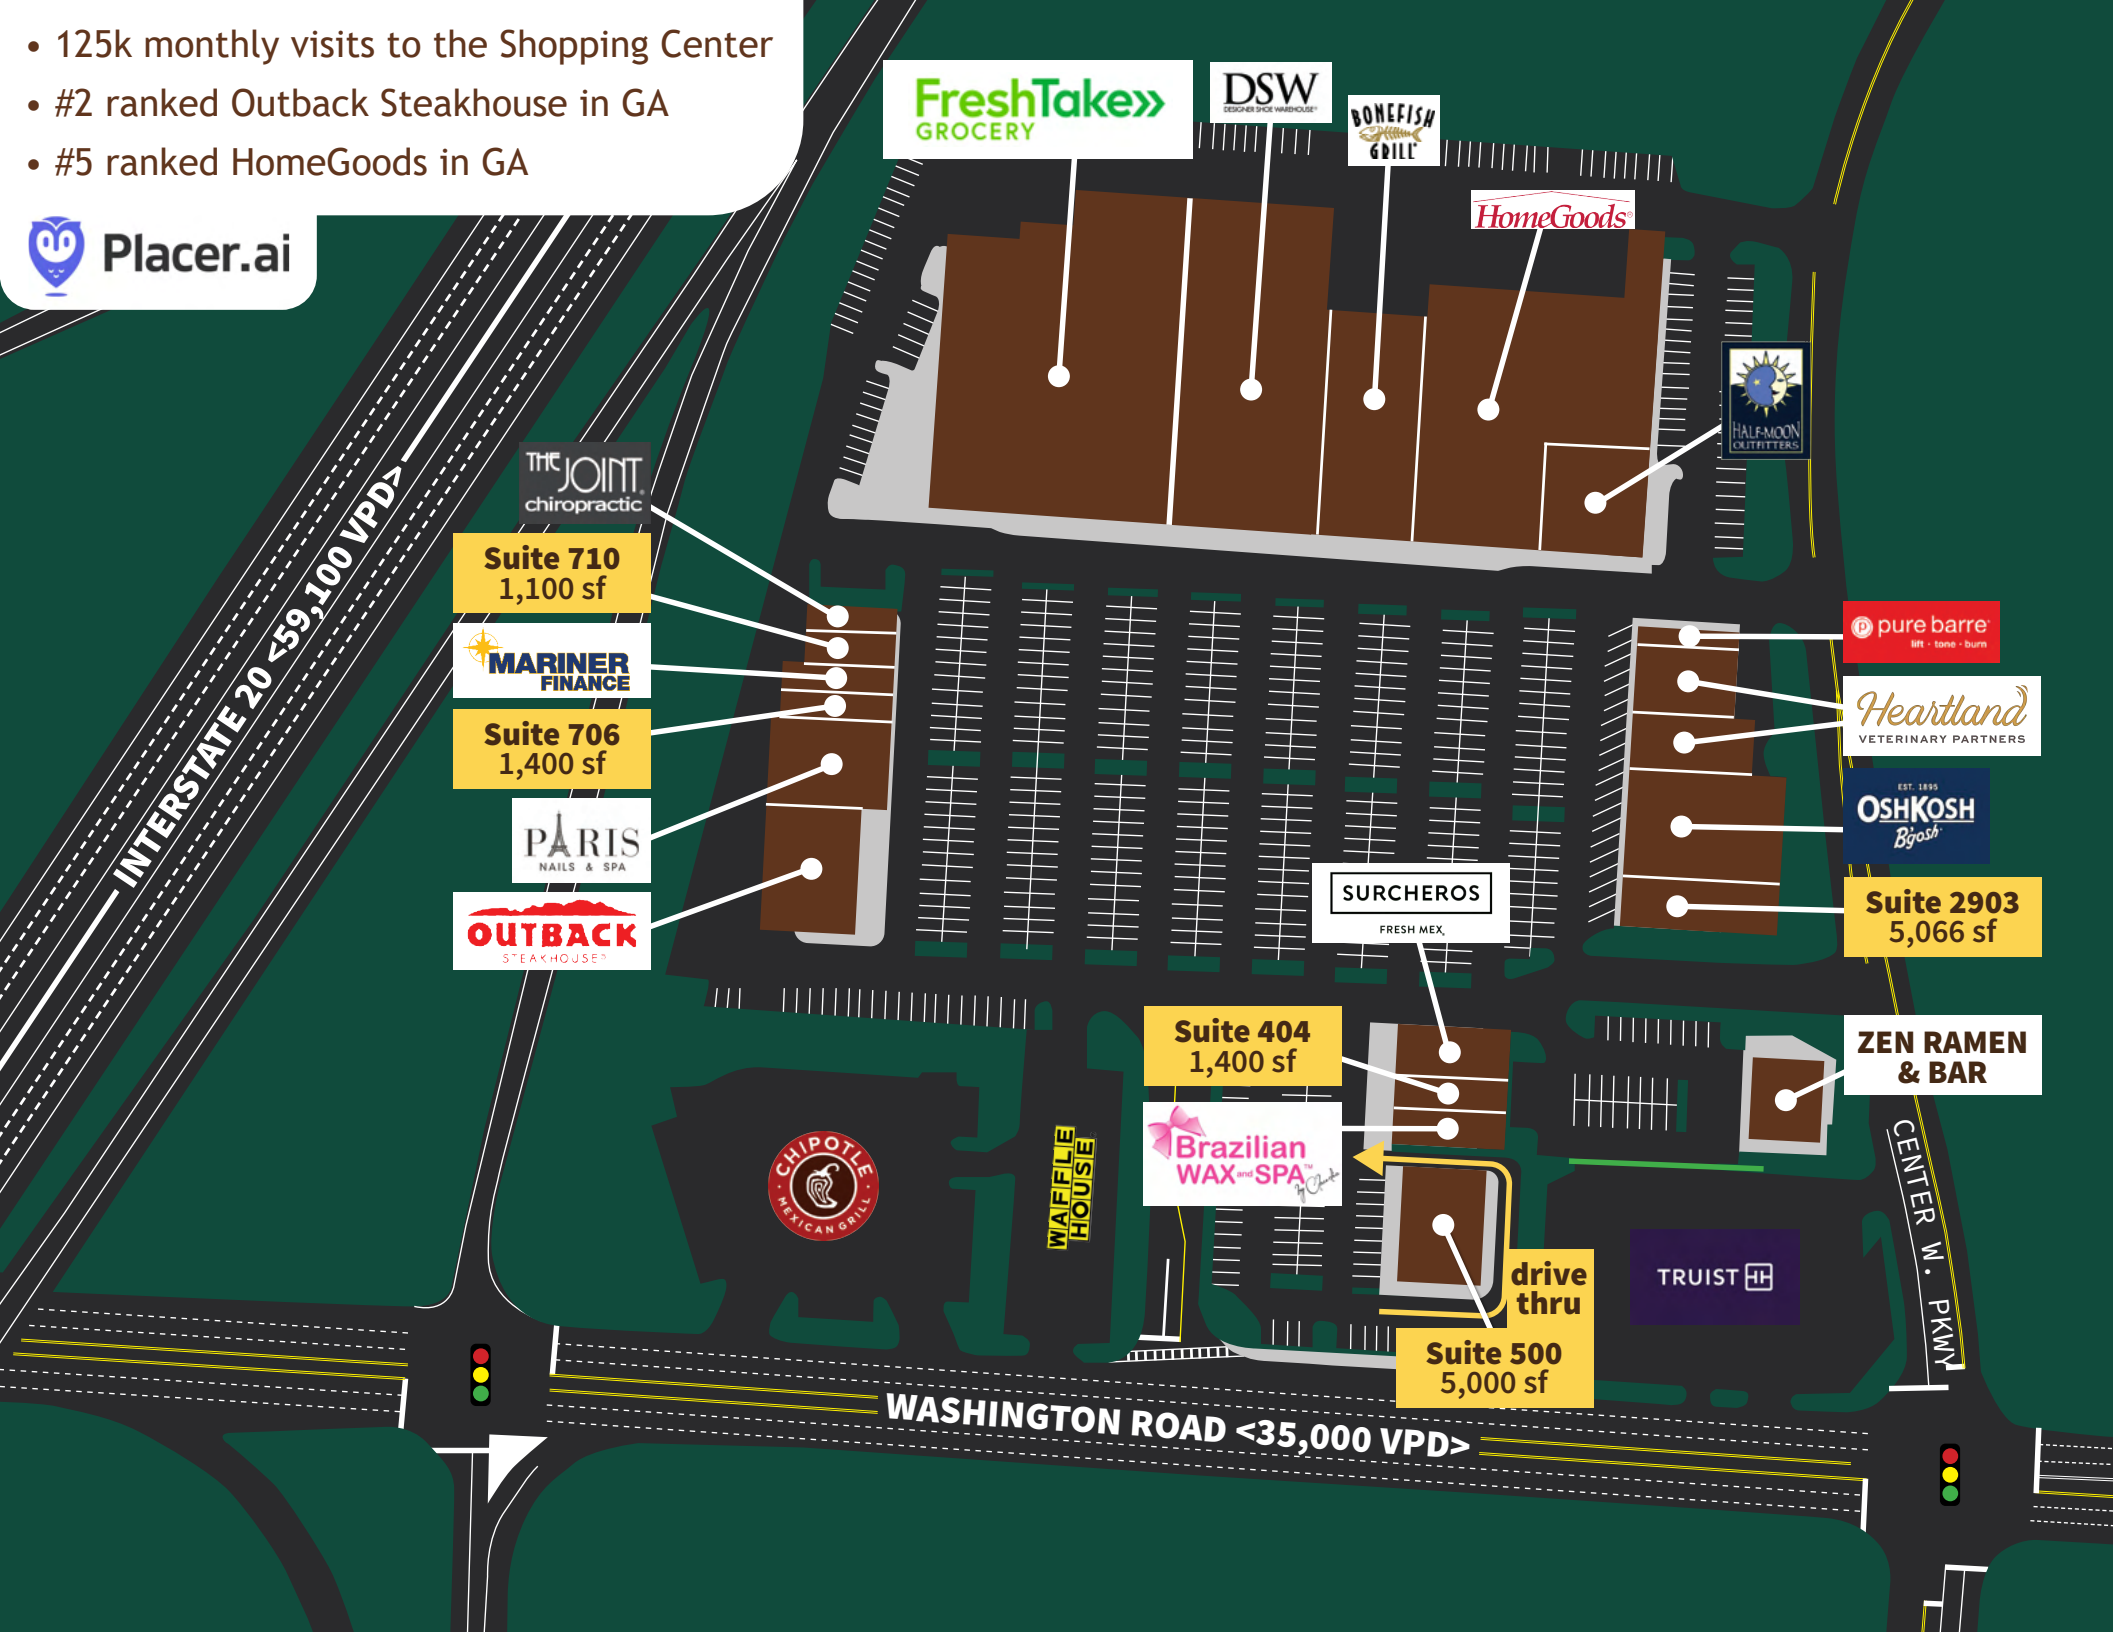 • 125k monthly visits to the Shopping Center
• #2 ranked Outback Steakhouse in GA
• #5 ranked HomeGoods in GA
Placer.ai
FreshTake
GROCERY
DSW
DESIGNER SHOE WAREHOUSE
BONEFISH
GRILL
HomeGoods
HALF-MOON
OUTFITTERS
THE JOINT
chiropractic
Suite 710
1,100 sf
MARINER
FINANCE
Suite 706
1,400 sf
PARIS
NAILS & SPA
OUTBACK
STEAKHOUSE
INTERSTATE 20 <59,100 VPD>
pure barre
lift • tone • burn
Heartland
VETERINARY PARTNERS
EST. 1895
OSHKOSH
B'gosh
Suite 2903
5,066 sf
SURCHEROS
FRESH MEX
Suite 404
1,400 sf
Brazilian
WAX and SPA™
ZEN RAMEN
& BAR
CHIPOTLE
MEXICAN GRILL
WAFFLE
HOUSE
TRUIST
drive
thru
Suite 500
5,000 sf
CENTER W. PKWY
WASHINGTON ROAD <35,000 VPD>